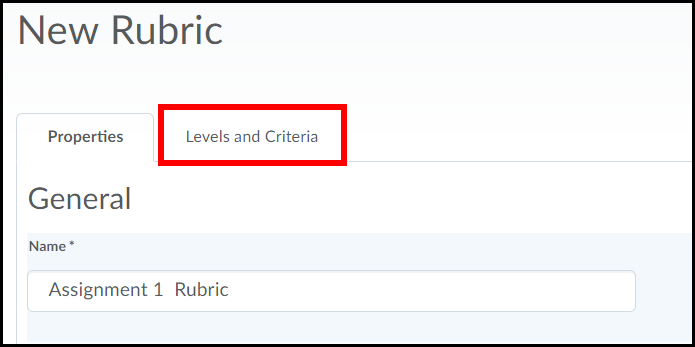 New Rubric
Properties
Levels and Criteria
General
Name *
Assignment 1  Rubric